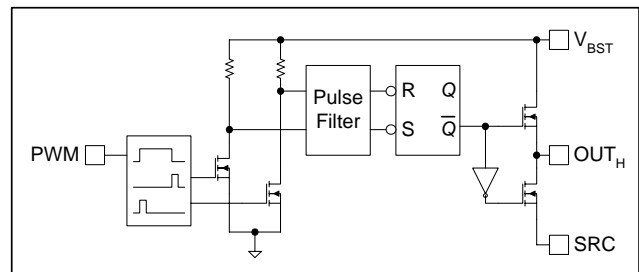 V_BST
Pulse
Filter
R Q
S Q̅
PWM
OUT_H
SRC